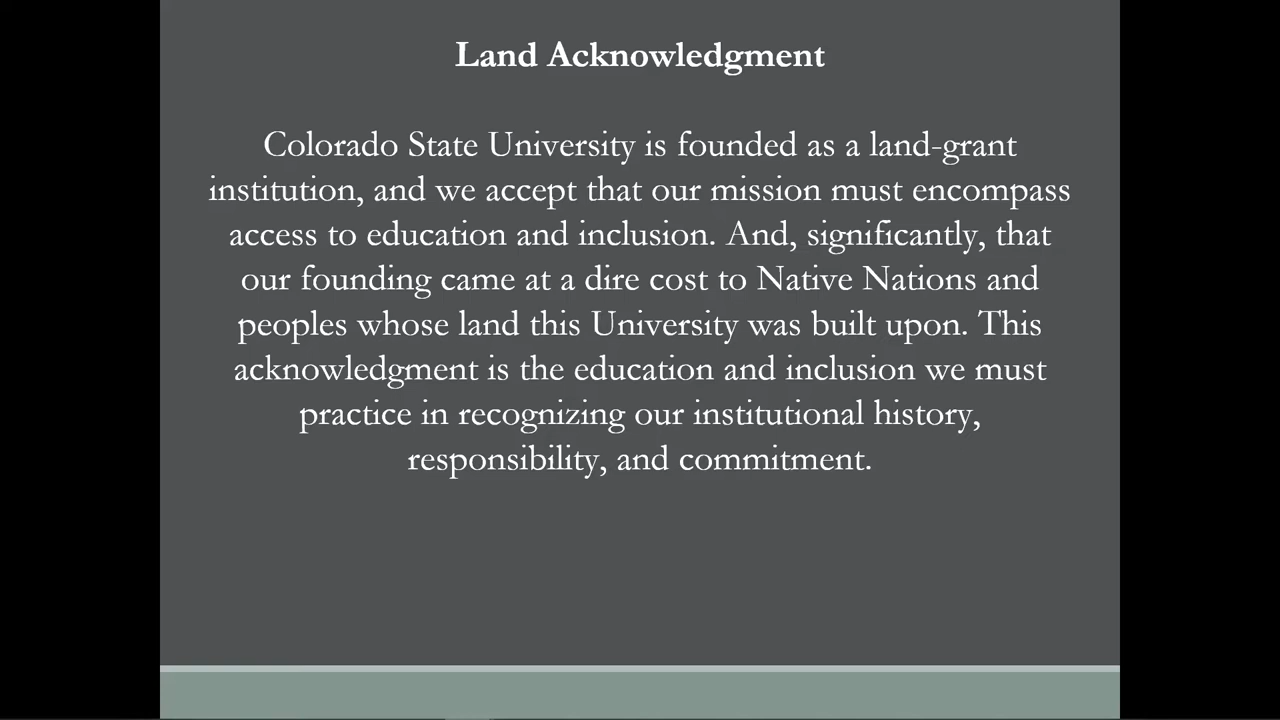 Land Acknowledgment
Colorado State University is founded as a land-grant
institution, and we accept that our mission must encompass
access to education and inclusion. And, significantly, that
our founding came at a dire cost to Native Nations and
peoples whose land this University was built upon. This
acknowledgment is the education and inclusion we must
practice in recognizing our institutional history,
responsibility, and commitment.